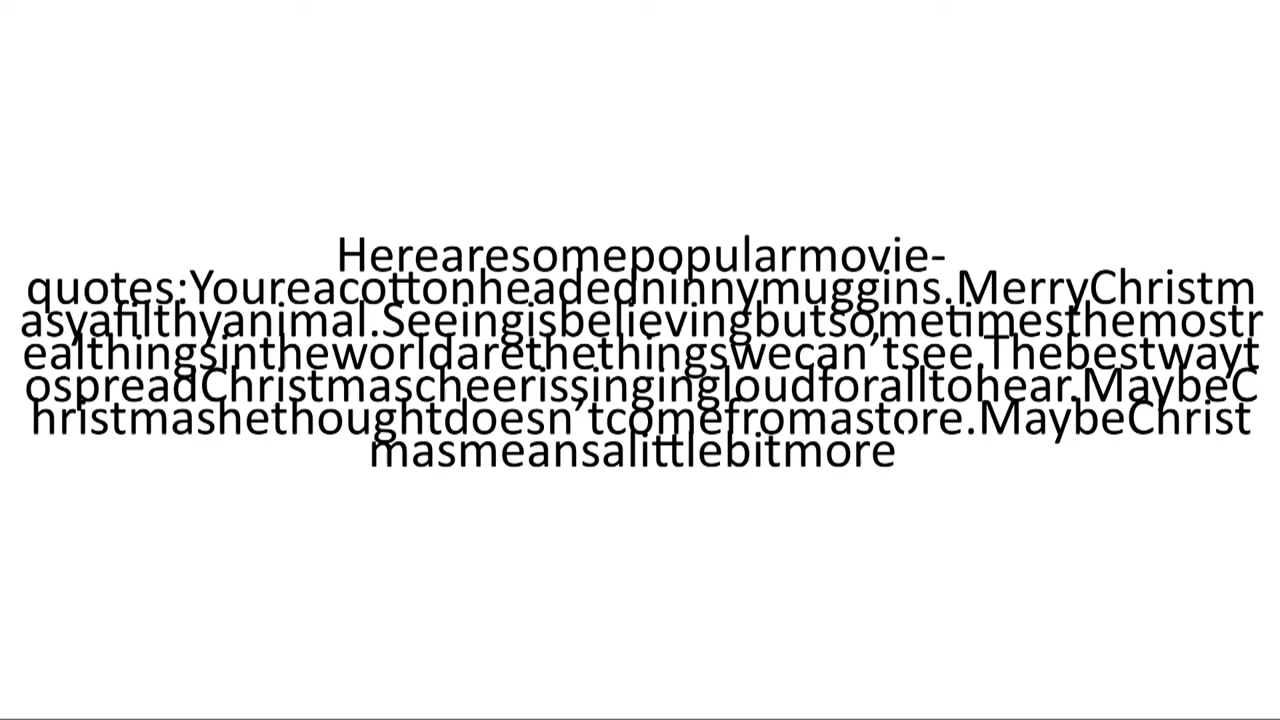 Herearesomepopularmovie-
quotes:Youreacottonheadedninnymuggins.MerryChristm
asyafilthyanimal.Seeingisbelievingbutsometimesthemostr
ealthingsintheworldarethethingswecan’tsee.Thebestwayt
ospreadChristmascheerissingingloudforalltohear.MaybeC
hristmashethoughtdoesn’tcomefromastore.MaybeChrist
masmeansalittlebitmore